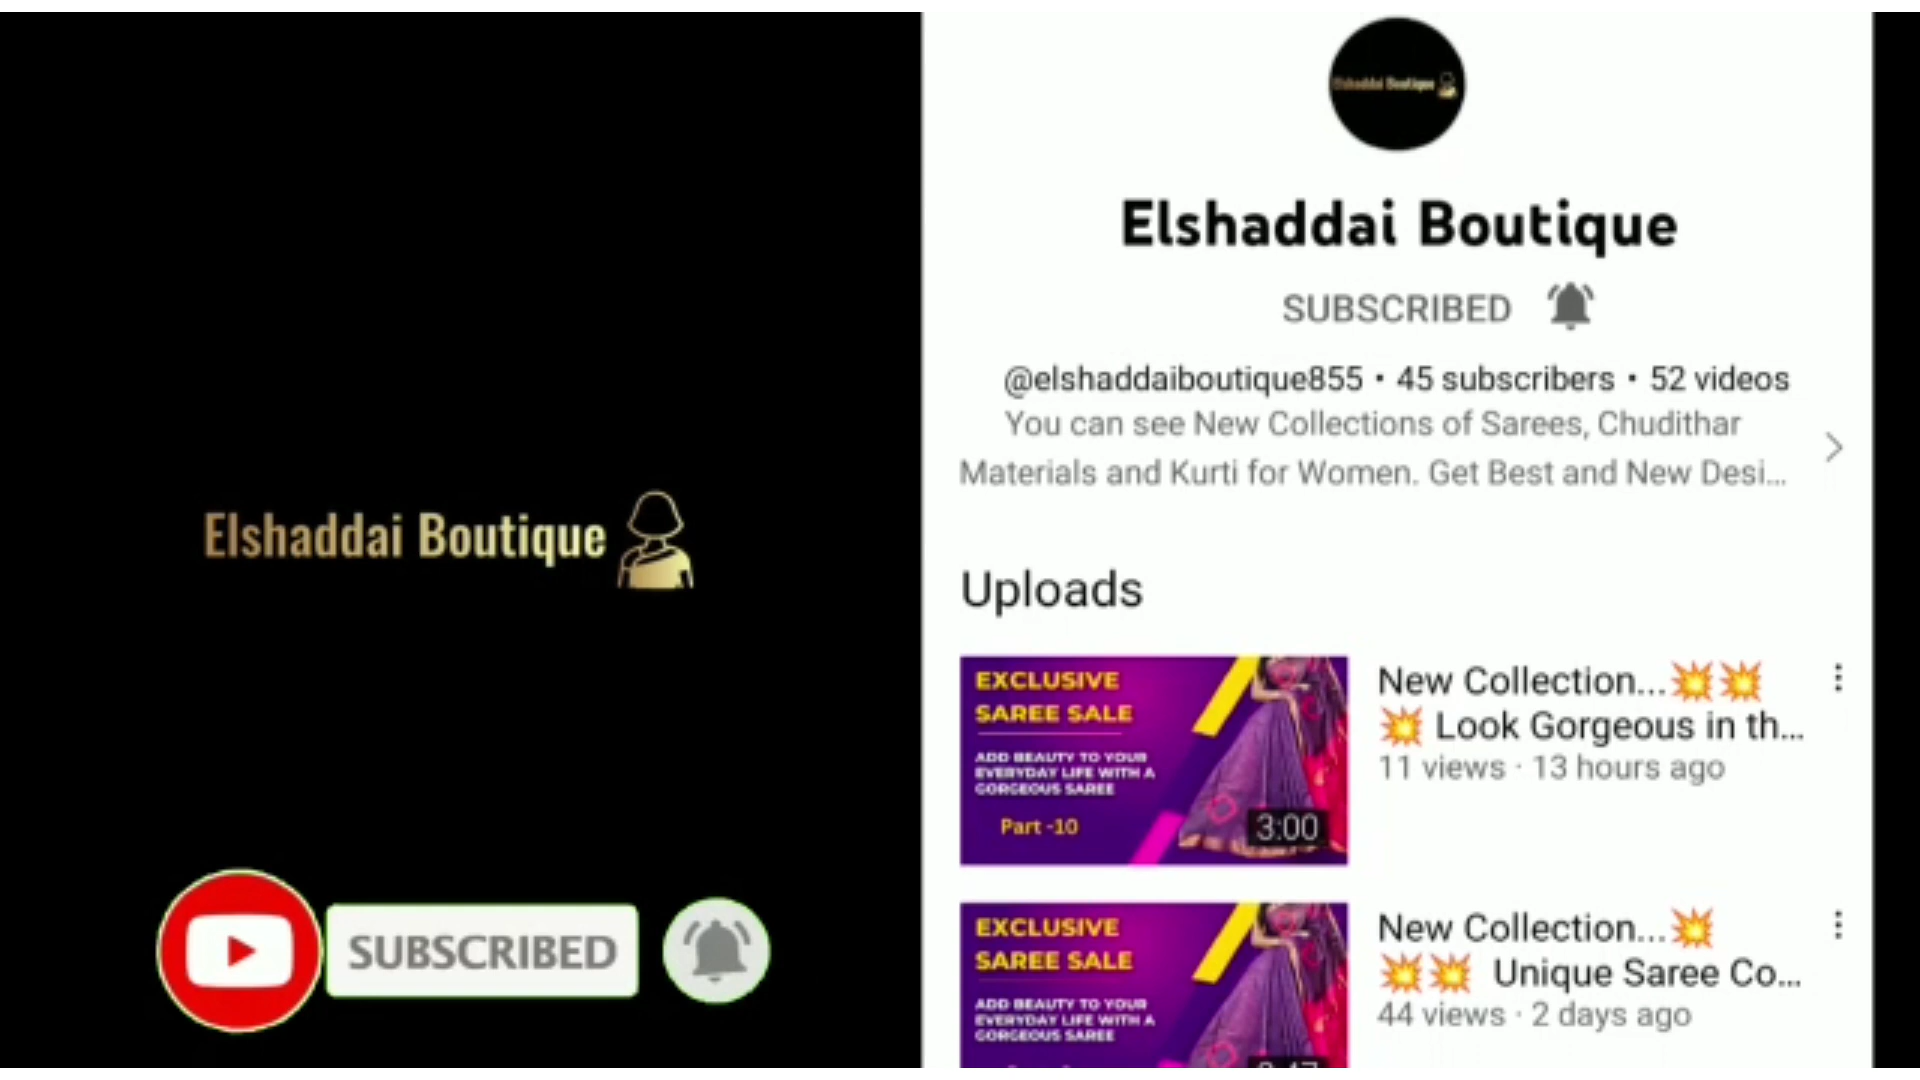 Elshaddai Boutique
SUBSCRIBED
Elshaddai Boutique
Elshaddai Boutique
SUBSCRIBED
@elshaddaiboutique855 • 45 subscribers • 52 videos
You can see New Collections of Sarees, Chudithar
Materials and Kurti for Women. Get Best and New Desi...
Uploads
EXCLUSIVE
SAREE SALE
ADD BEAUTY TO YOUR
EVERYDAY LIFE WITH A
GORGEOUS SAREE
Part -10
3:00
New Collection...💥💥
💥 Look Gorgeous in th...
11 views · 13 hours ago
EXCLUSIVE
SAREE SALE
ADD BEAUTY TO YOUR
EVERYDAY LIFE WITH A
GORGEOUS SAREE
New Collection...💥
💥💥 Unique Saree Co...
44 views · 2 days ago